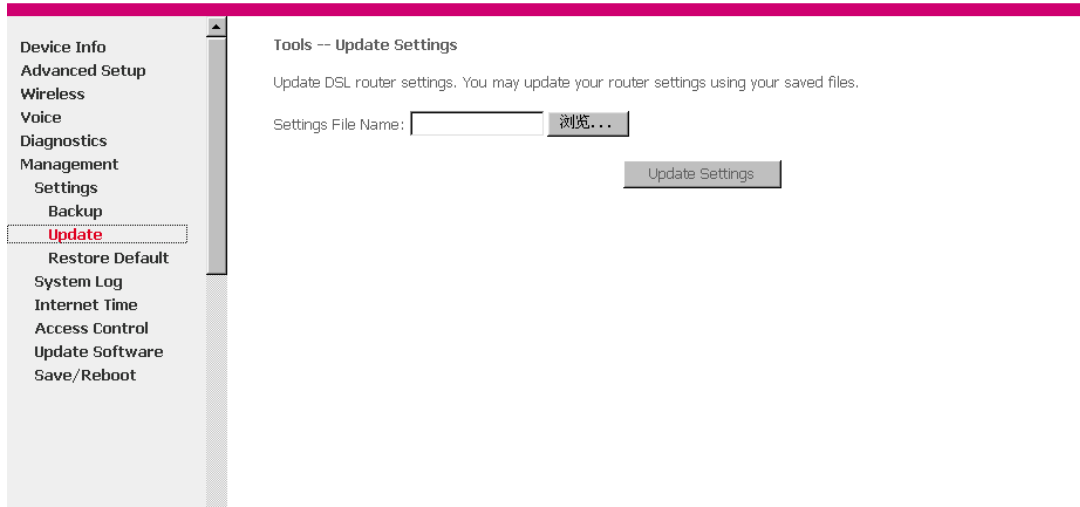 Device Info
Advanced Setup
Wireless
Voice
Diagnostics
Management
Settings
Backup
Update
Restore Default
System Log
Internet Time
Access Control
Update Software
Save/Reboot
Tools -- Update Settings
Update DSL router settings. You may update your router settings using your saved files.
Settings File Name: 浏览...
Update Settings